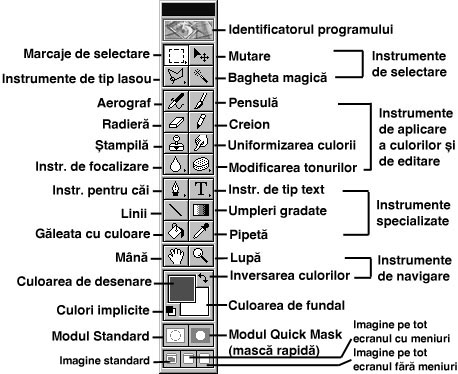 Identificatorul programului
Marcaje de selectare
Mutare
Instrumente
de selectare
Instrumente de tip lasou
Bagheta magică
Aerograf
Pensulă
Instrumente
de aplicare
a culorilor și
de editare
Radieră
Creion
Ștampilă
Uniformizarea culorii
Instr. de focalizare
Modificarea tonurilor
Instr. pentru căi
Instr. de tip text
Instrumente
specializate
Linii
Umpleri gradate
Găleata cu culoare
Pipetă
Mână
Lupă
Instrumente
de navigare
Inversarea culorilor
Culoarea de desenare
Culori implicite
Culoarea de fundal
Modul Standard
Modul Quick Mask
(mască rapidă)
Imagine pe tot
ecranul cu meniuri
Imagine standard
Imagine pe tot
ecranul fără meniuri